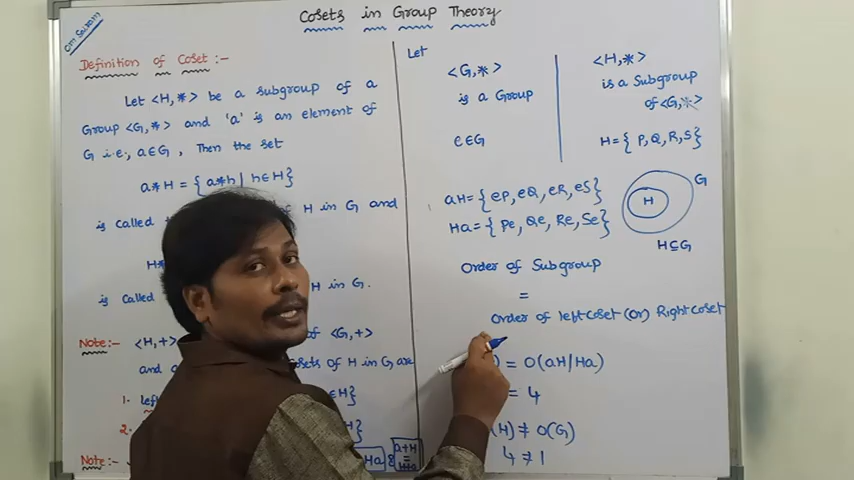 Om Sairam
Cosets in Group Theory
Definition of Coset :-
Let <H,*> be a subgroup of a
Group <G,*> and 'a' is an element of
G i.e; a∈G, Then the set
a*H = {a*h | h∈H}
is called of H in G and
H*
is called H in G.
Note:- <H,+> of <G,+>
and a Cosets of H in G are
1. left ∈H}
2. }
Note:- Ha & a+H = H+a
Let
<G,*>
is a Group
e∈G
<H,*>
is a Subgroup
of <G,*>
H = { P,Q,R,S}
aH = {eP, eQ, eR, eS}
Ha = {Pe, Qe, Re, Se}
G
H
H⊆G
Order of Subgroup
=
Order of left Coset (or) Right Coset
) = O(aH/Ha)
= 4
(H) ≠ O(G)
4 ≠ 1